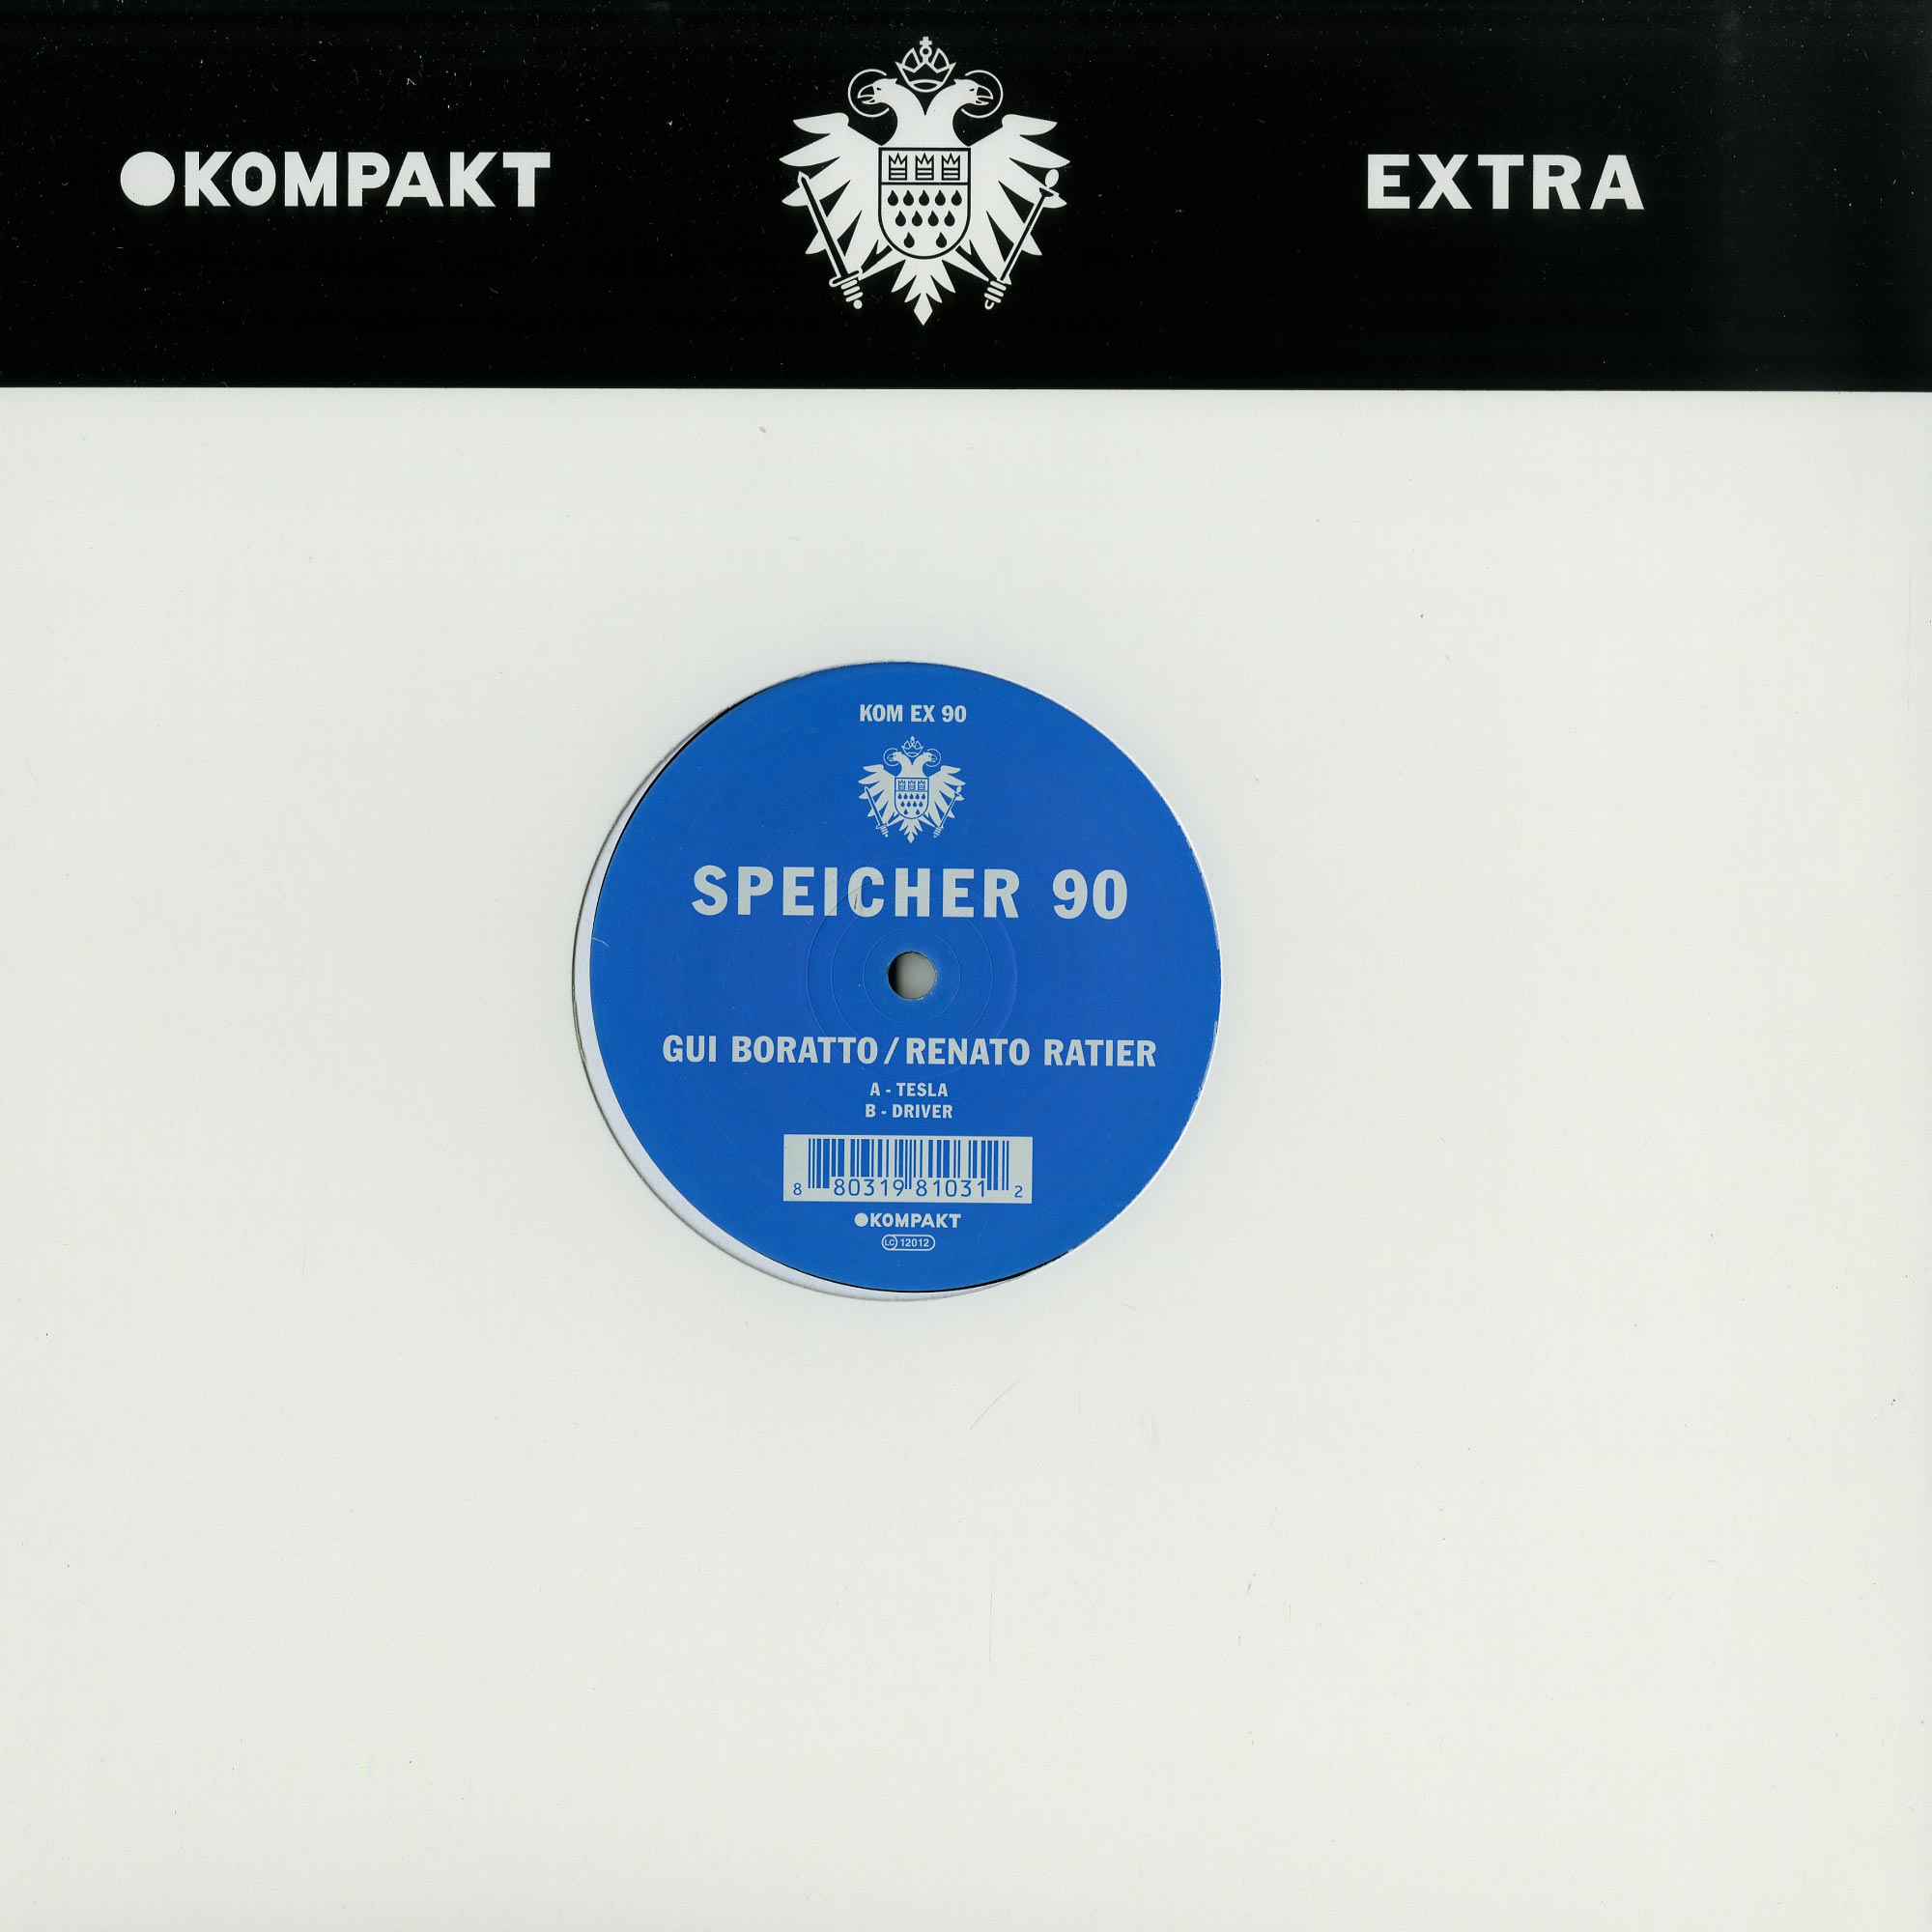 KOMPAKT EXTRA
KOM EX 90
SPEICHER 90
GUI BORATTO/RENATO RATIER
A - TESLA
B - DRIVER
8 80319 81031 2
KOMPAKT
LC 12012